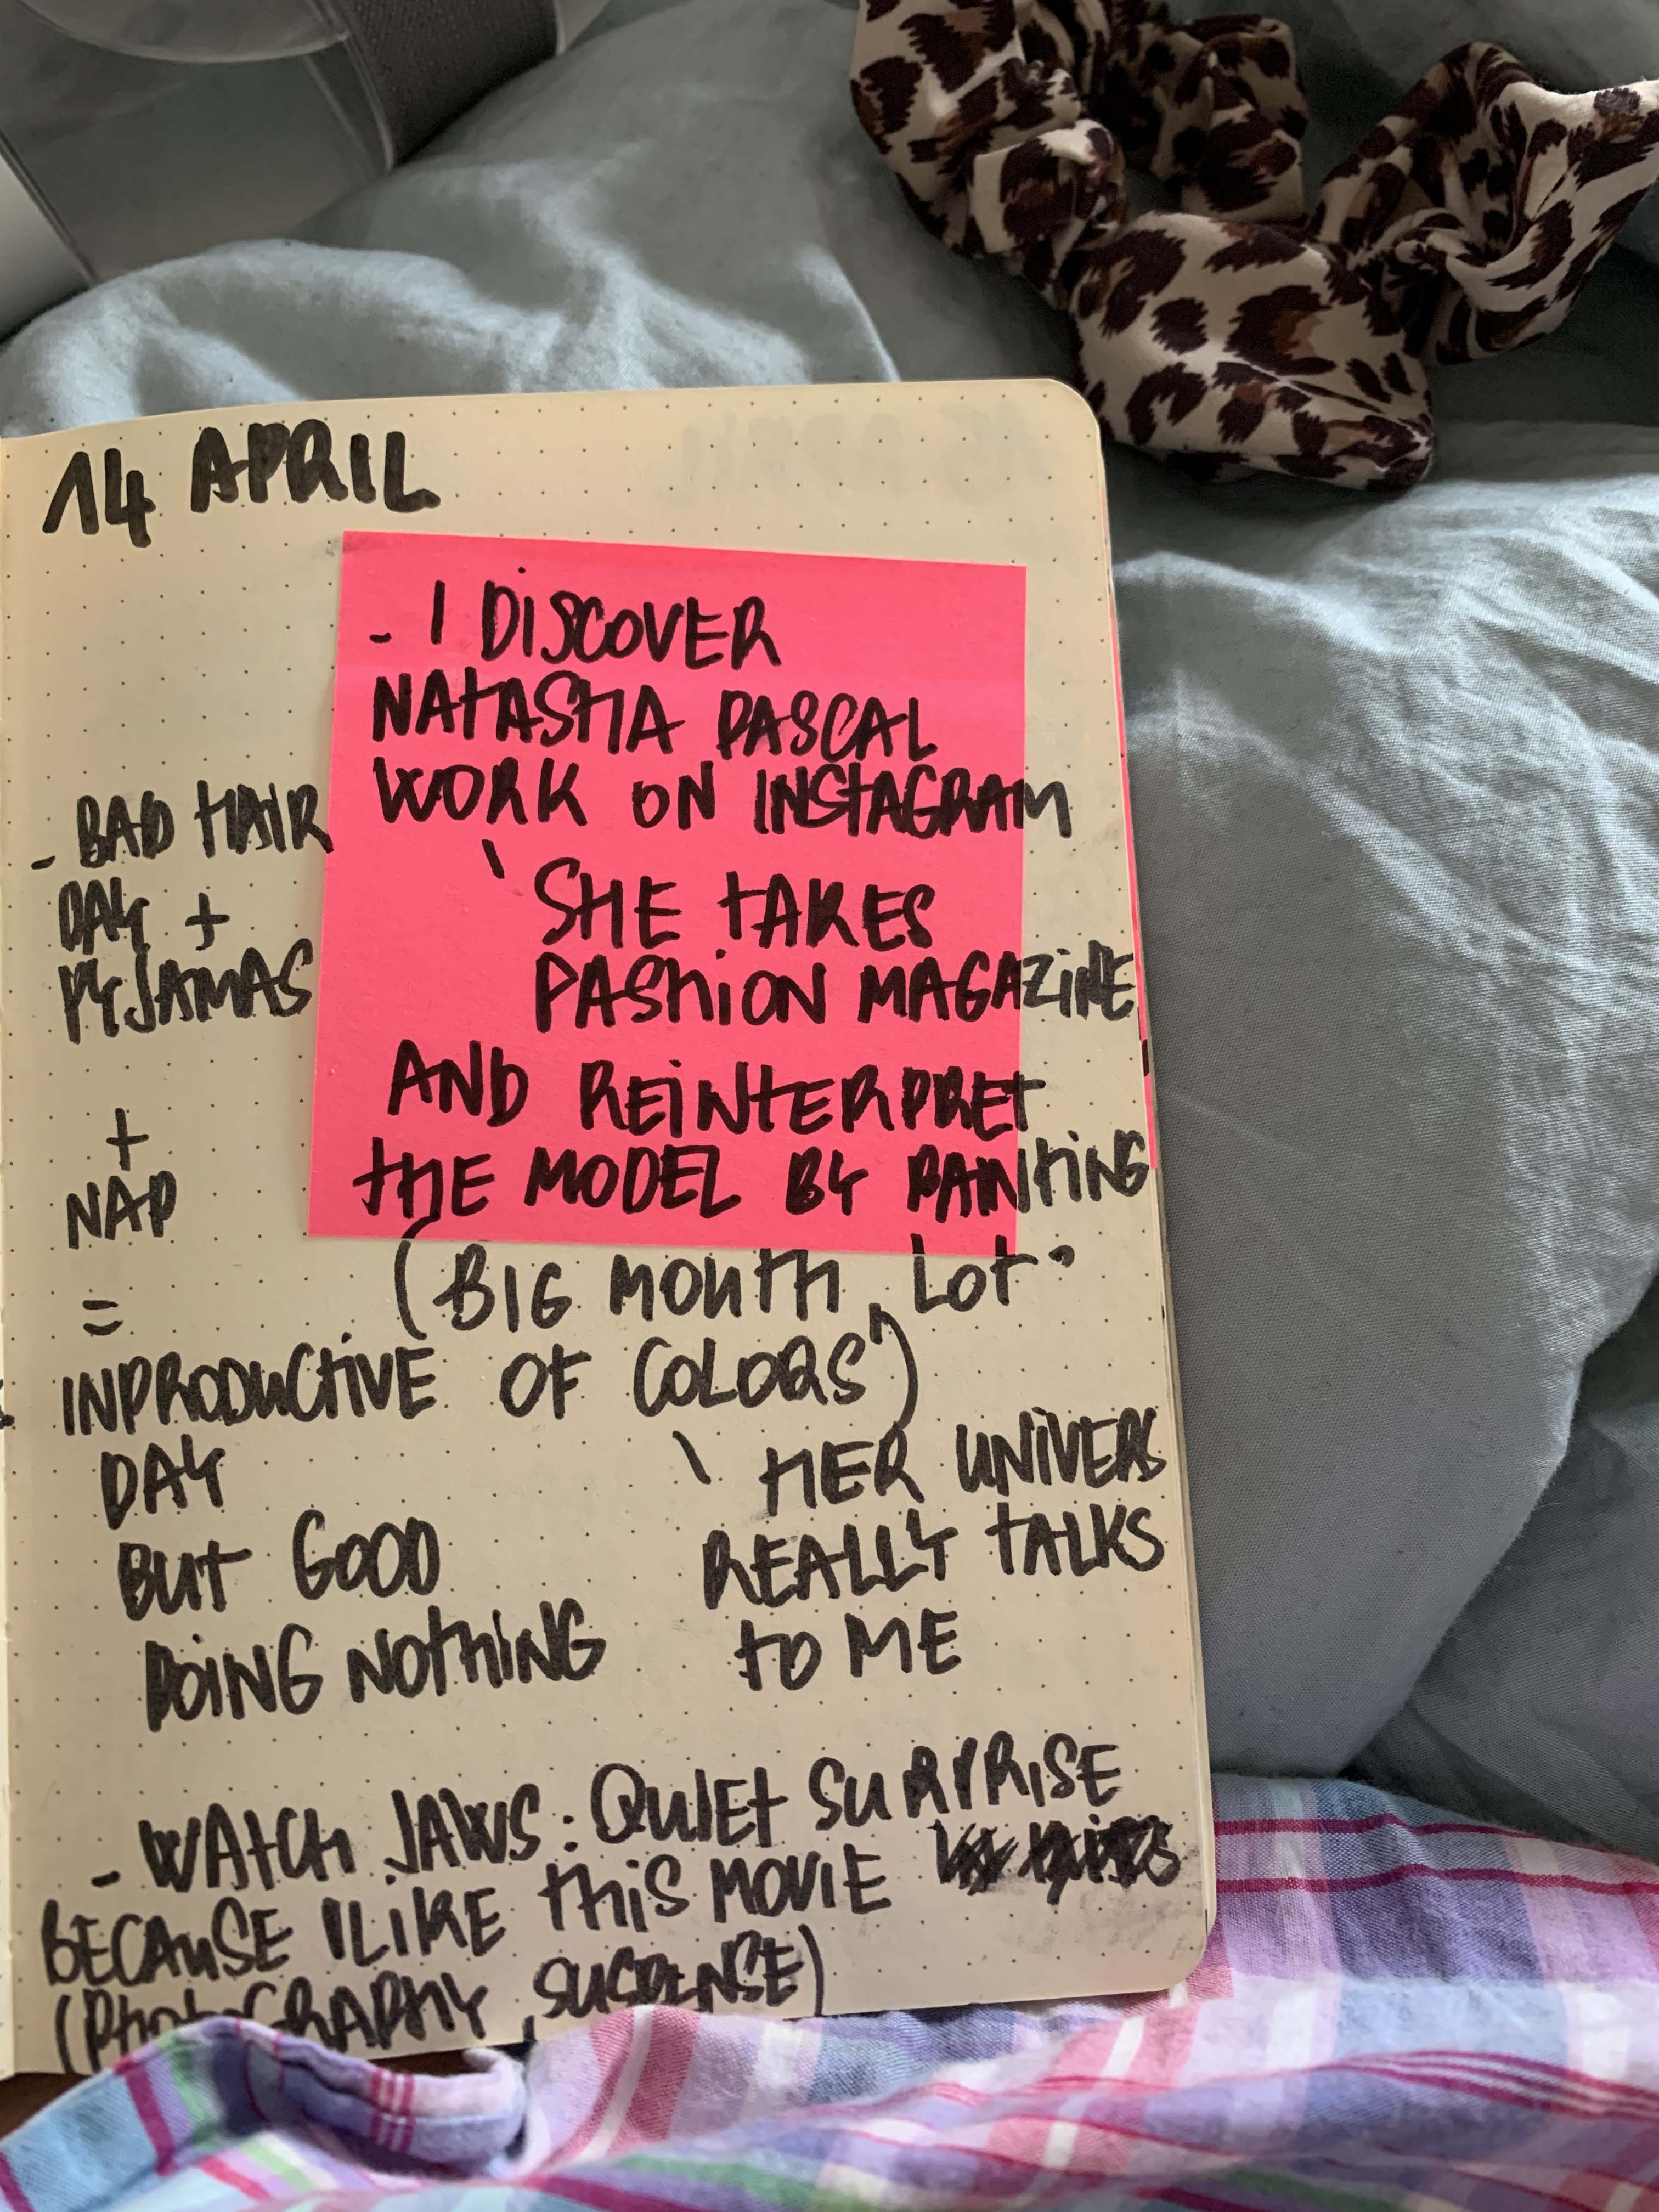 14 APRIL
- I DISCOVER
NATASHA PASCAL
WORK ON INSTAGRAM
SHE TAKES
FASHION MAGAZINE
AND REINTERPRET
THE MODEL BY PAINTING
(BIG MOUTH, LOT
OF COLORS)
HER UNIVERS
REALLY TALKS
TO ME
- BAD HAIR
DAY +
PYJAMAS
+
NAP
=
INPRODUCTIVE
DAY
BUT GOOD
DOING NOTHING
- WATCH JAWS: QUIET SURPRISE
BECAUSE I LIKE THIS MOVIE
(PHOTOGRAPHY, SUSPENSE)